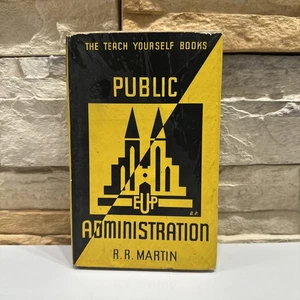 THE TEACH YOURSELF BOOKS
PUBLIC
EUP
ADMINISTRATION
R.R. MARTIN